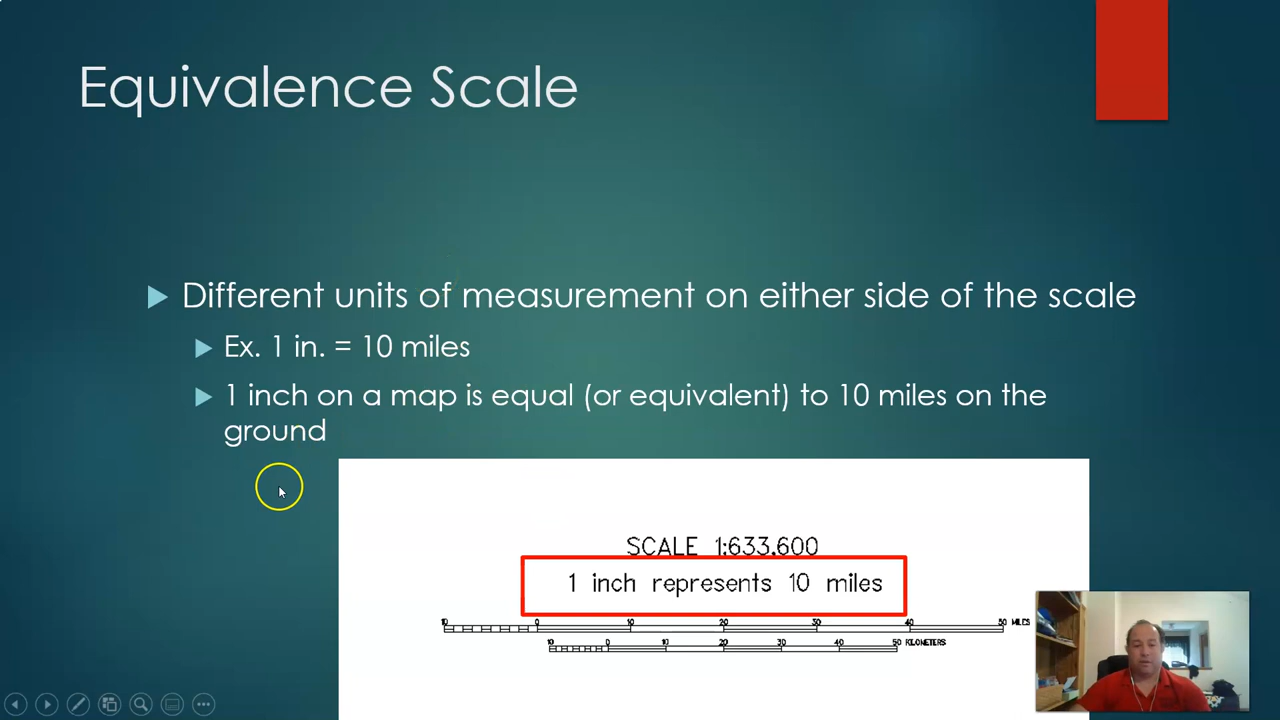 Equivalence Scale
Different units of measurement on either side of the scale
Ex. 1 in. = 10 miles
1 inch on a map is equal (or equivalent) to 10 miles on the
ground
SCALE 1:633,600
1 inch represents 10 miles
10 0 10 20 30 40 50 MILES
10 0 10 20 30 40 50 KILOMETERS